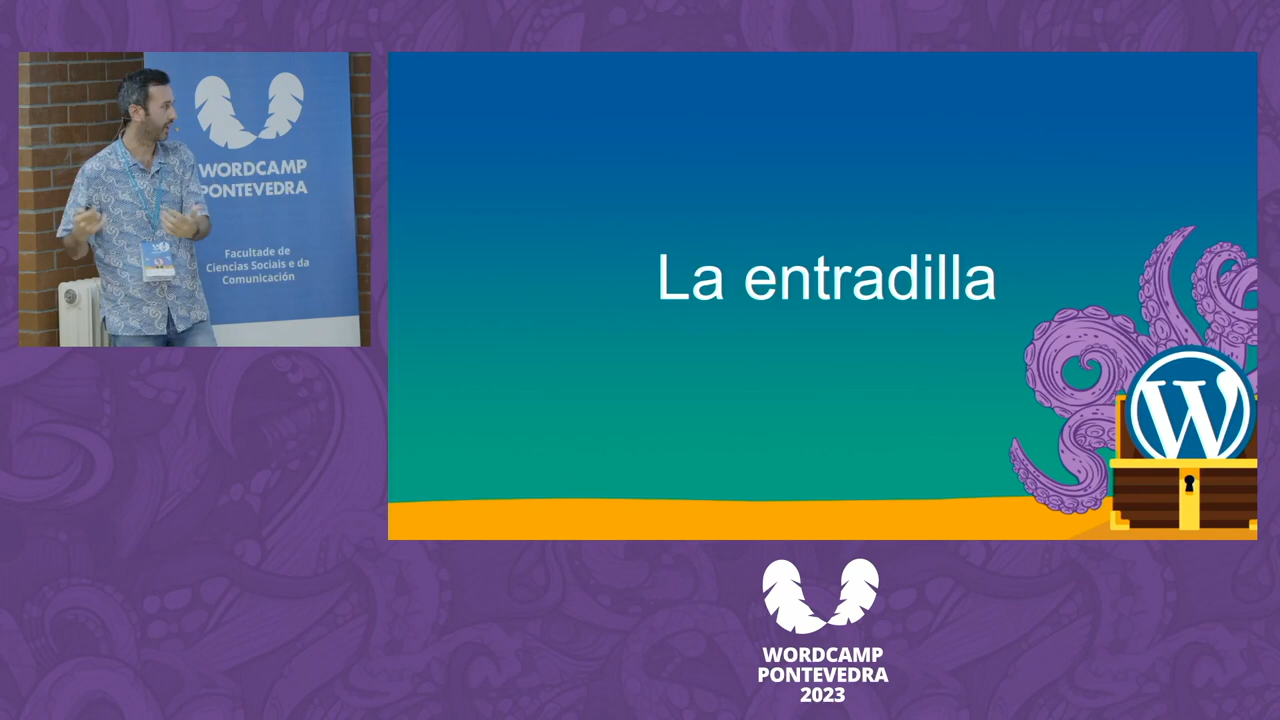 WORDCAMP
PONTEVEDRA
Facultade de
Ciencias Sociais e da
Comunicación
La entradilla
W
WORDCAMP
PONTEVEDRA
2023